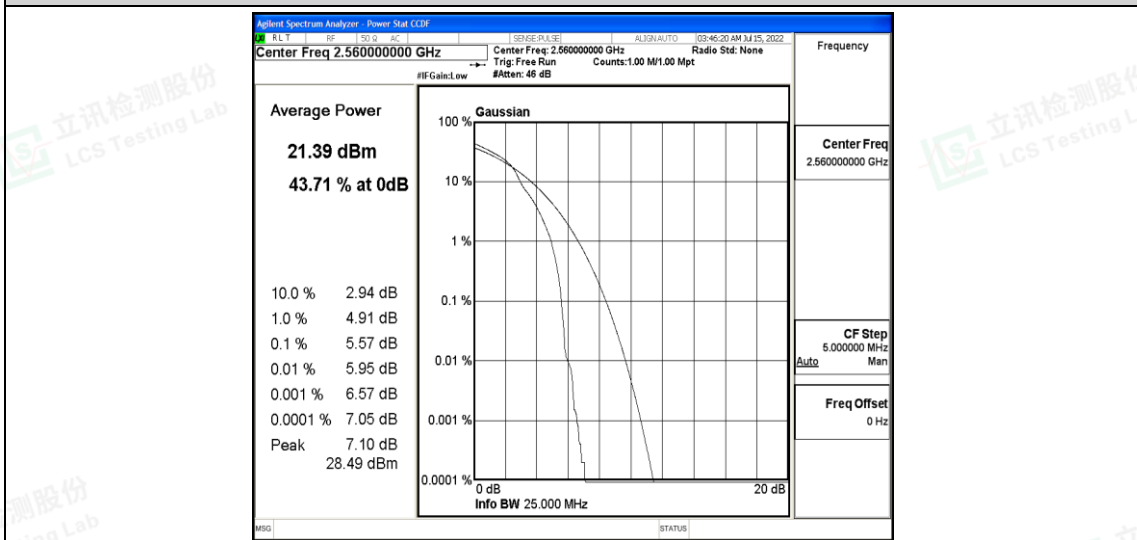 Agilent Spectrum Analyzer - Power Stat CCDF
RLT RF 50 Ω AC SENSE:PULSE ALIGNAUTO 03:46:20 AM Jul 15, 2022
Center Freq 2.560000000 GHz
Center Freq: 2.560000000 GHz Radio Std: None
Trig: Free Run Counts:1.00 M/1.00 Mpt
#IFGain:Low #Atten: 46 dB
Frequency
Average Power
21.39 dBm
43.71 % at 0dB
10.0 % 2.94 dB
1.0 % 4.91 dB
0.1 % 5.57 dB
0.01 % 5.95 dB
0.001 % 6.57 dB
0.0001 % 7.05 dB
Peak 7.10 dB
28.49 dBm
Gaussian
100 %
10 %
1 %
0.1 %
0.01 %
0.001 %
0.0001 %
0 dB 20 dB
Info BW 25.000 MHz
Center Freq
2.560000000 GHz
CF Step
5.000000 MHz
Auto Man
Freq Offset
0 Hz
MSG STATUS
立讯检测股份
LCS Testing Lab
立讯检测股份
LCS Testing L
测股份
ing Lab
立